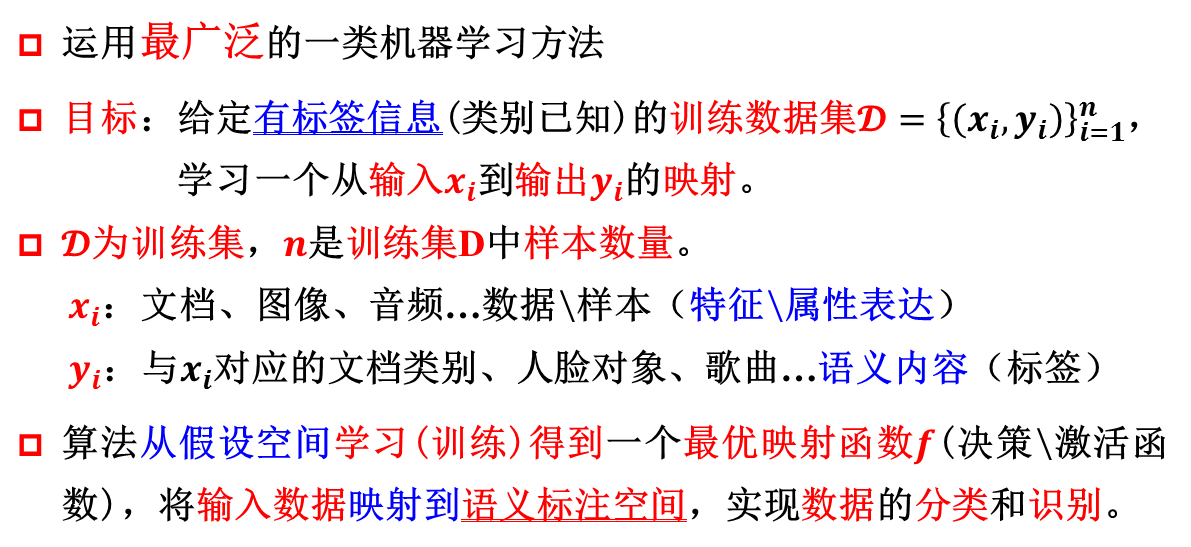 运用最广泛的一类机器学习方法
目标：给定有标签信息(类别已知)的训练数据集𝓓 = {(𝒙ᵢ, 𝒚ᵢ)}ⁿᵢ₌₁，
学习一个从输入𝒙ᵢ到输出𝒚ᵢ的映射。
𝓓为训练集，𝒏是训练集D中样本数量。
𝒙ᵢ：文档、图像、音频…数据\样本（特征\属性表达）
𝒚ᵢ：与𝒙ᵢ对应的文档类别、人脸对象、歌曲…语义内容（标签）
算法从假设空间学习(训练)得到一个最优映射函数𝒇(决策\激活函
数)，将输入数据映射到语义标注空间，实现数据的分类和识别。